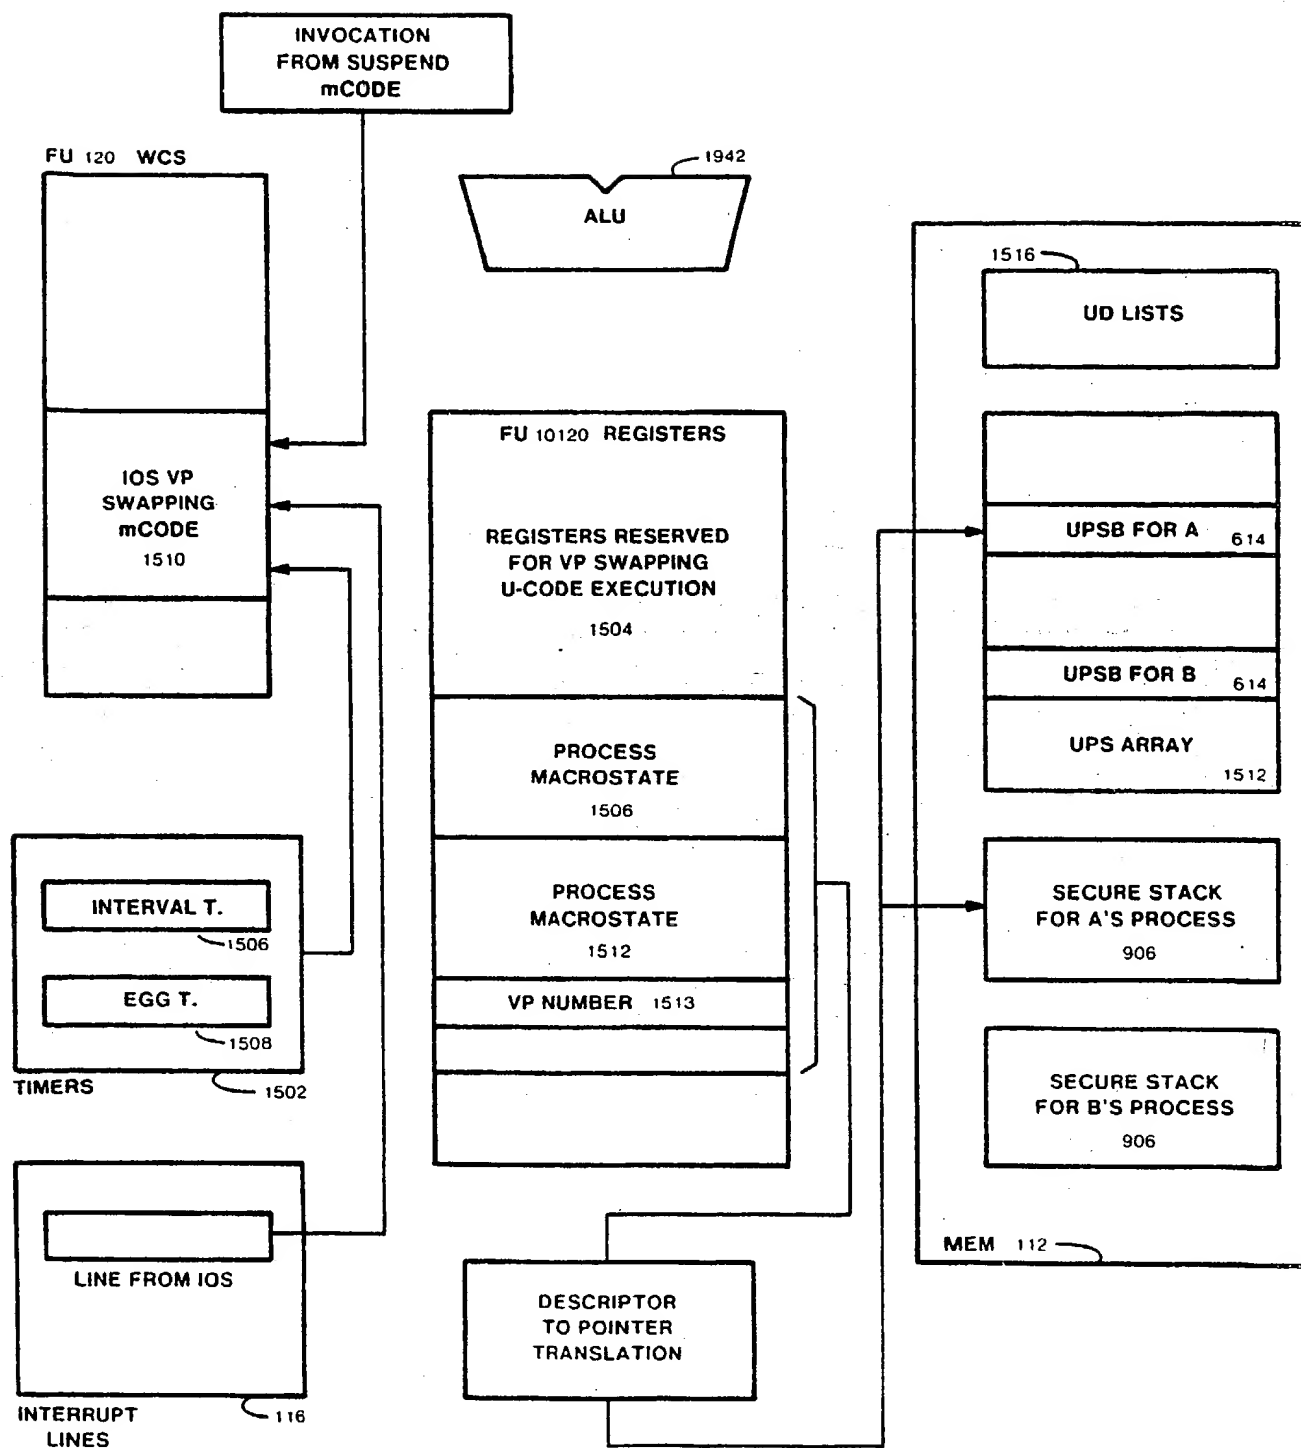 INVOCATION
FROM SUSPEND
mCODE
FU 120 WCS
IOS VP
SWAPPING
mCODE
1510
1942
ALU
FU 10120 REGISTERS
REGISTERS RESERVED
FOR VP SWAPPING
U-CODE EXECUTION
1504
PROCESS
MACROSTATE
1506
PROCESS
MACROSTATE
1512
VP NUMBER 1513
1516
UD LISTS
UPSB FOR A 614
UPSB FOR B 614
UPS ARRAY
1512
SECURE STACK
FOR A'S PROCESS
906
SECURE STACK
FOR B'S PROCESS
906
MEM 112
INTERVAL T.
1506
EGG T.
1508
TIMERS
1502
LINE FROM IOS
116
INTERRUPT
LINES
DESCRIPTOR
TO POINTER
TRANSLATION